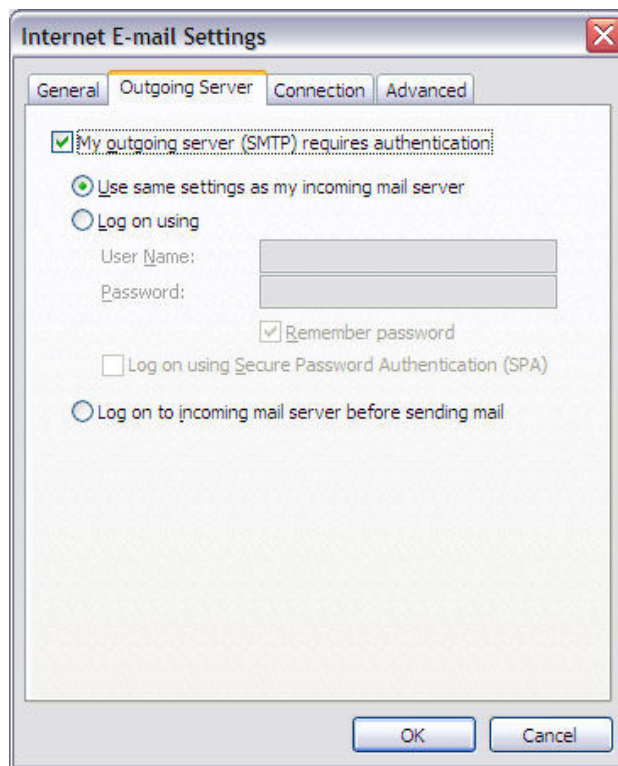 Internet E-mail Settings
General Outgoing Server Connection Advanced
My outgoing server (SMTP) requires authentication
Use same settings as my incoming mail server
Log on using
User Name:
Password:
Remember password
Log on using Secure Password Authentication (SPA)
Log on to incoming mail server before sending mail
OK Cancel